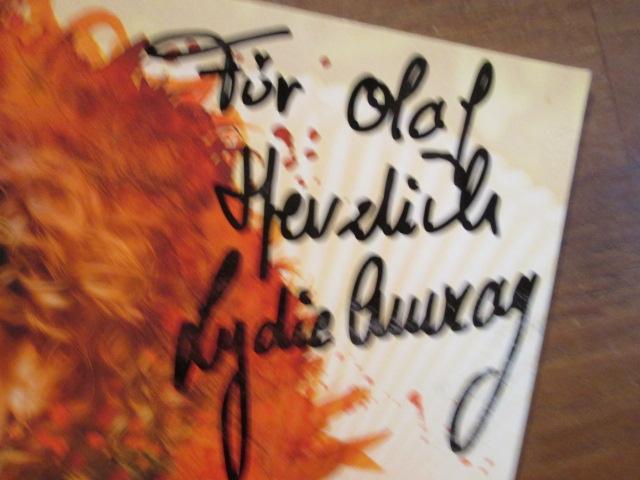 Für Olaf
Herzlich
Lydie Auvray